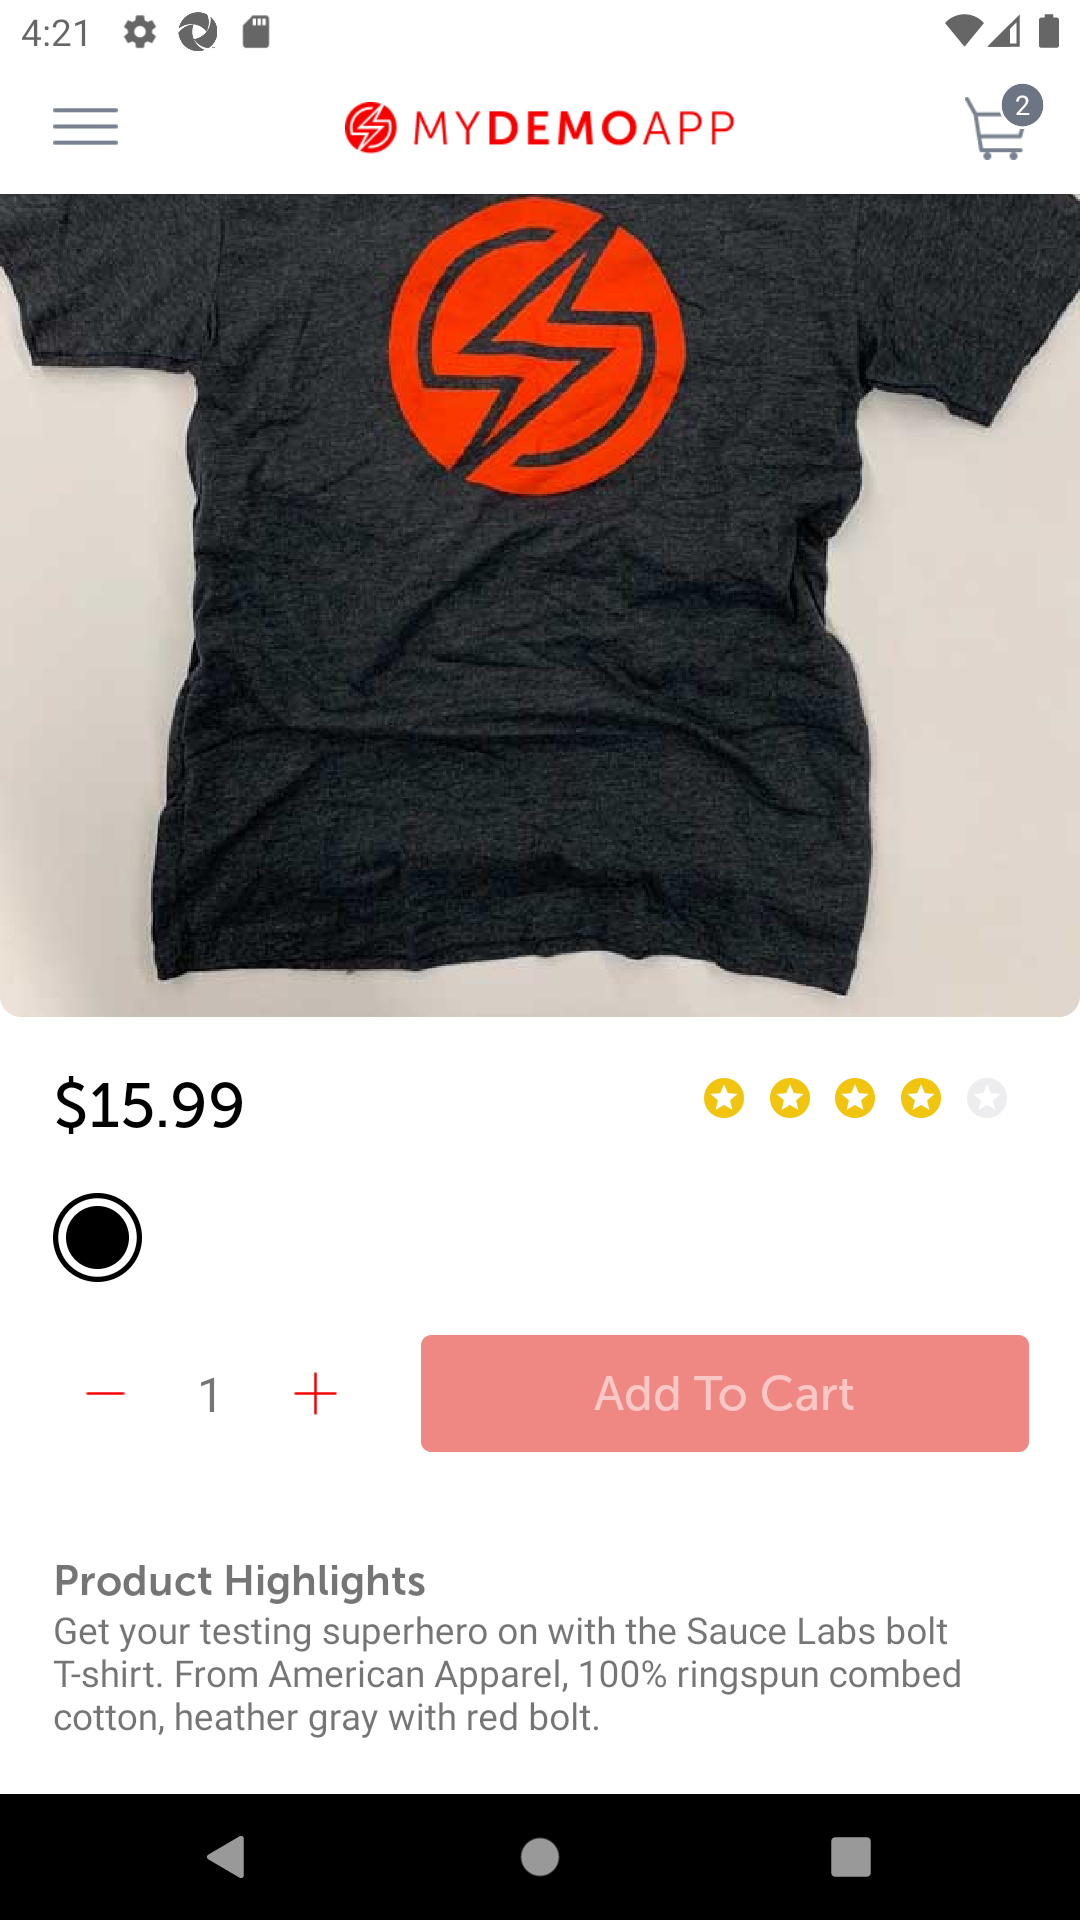 4:21
MYDEMOAPP
2
$15.99
1
Add To Cart
Product Highlights
Get your testing superhero on with the Sauce Labs bolt
T-shirt. From American Apparel, 100% ringspun combed
cotton, heather gray with red bolt.